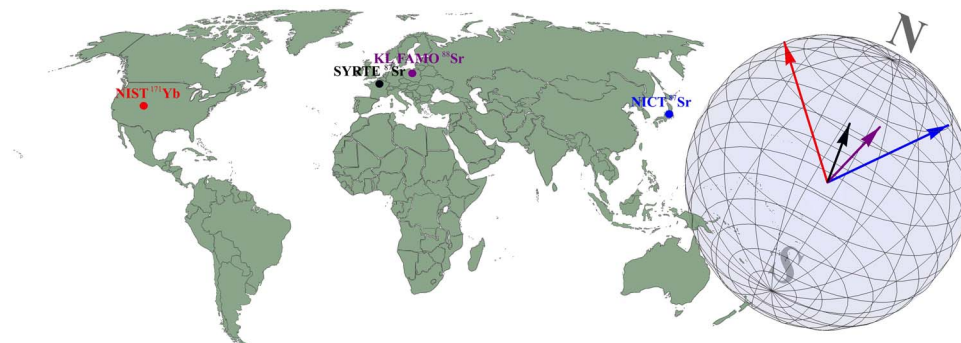 N
KL FAMO ⁸⁸Sr
SYRTE ⁸⁷Sr
NIST ¹⁷¹Yb
NICT ⁸⁷Sr
S